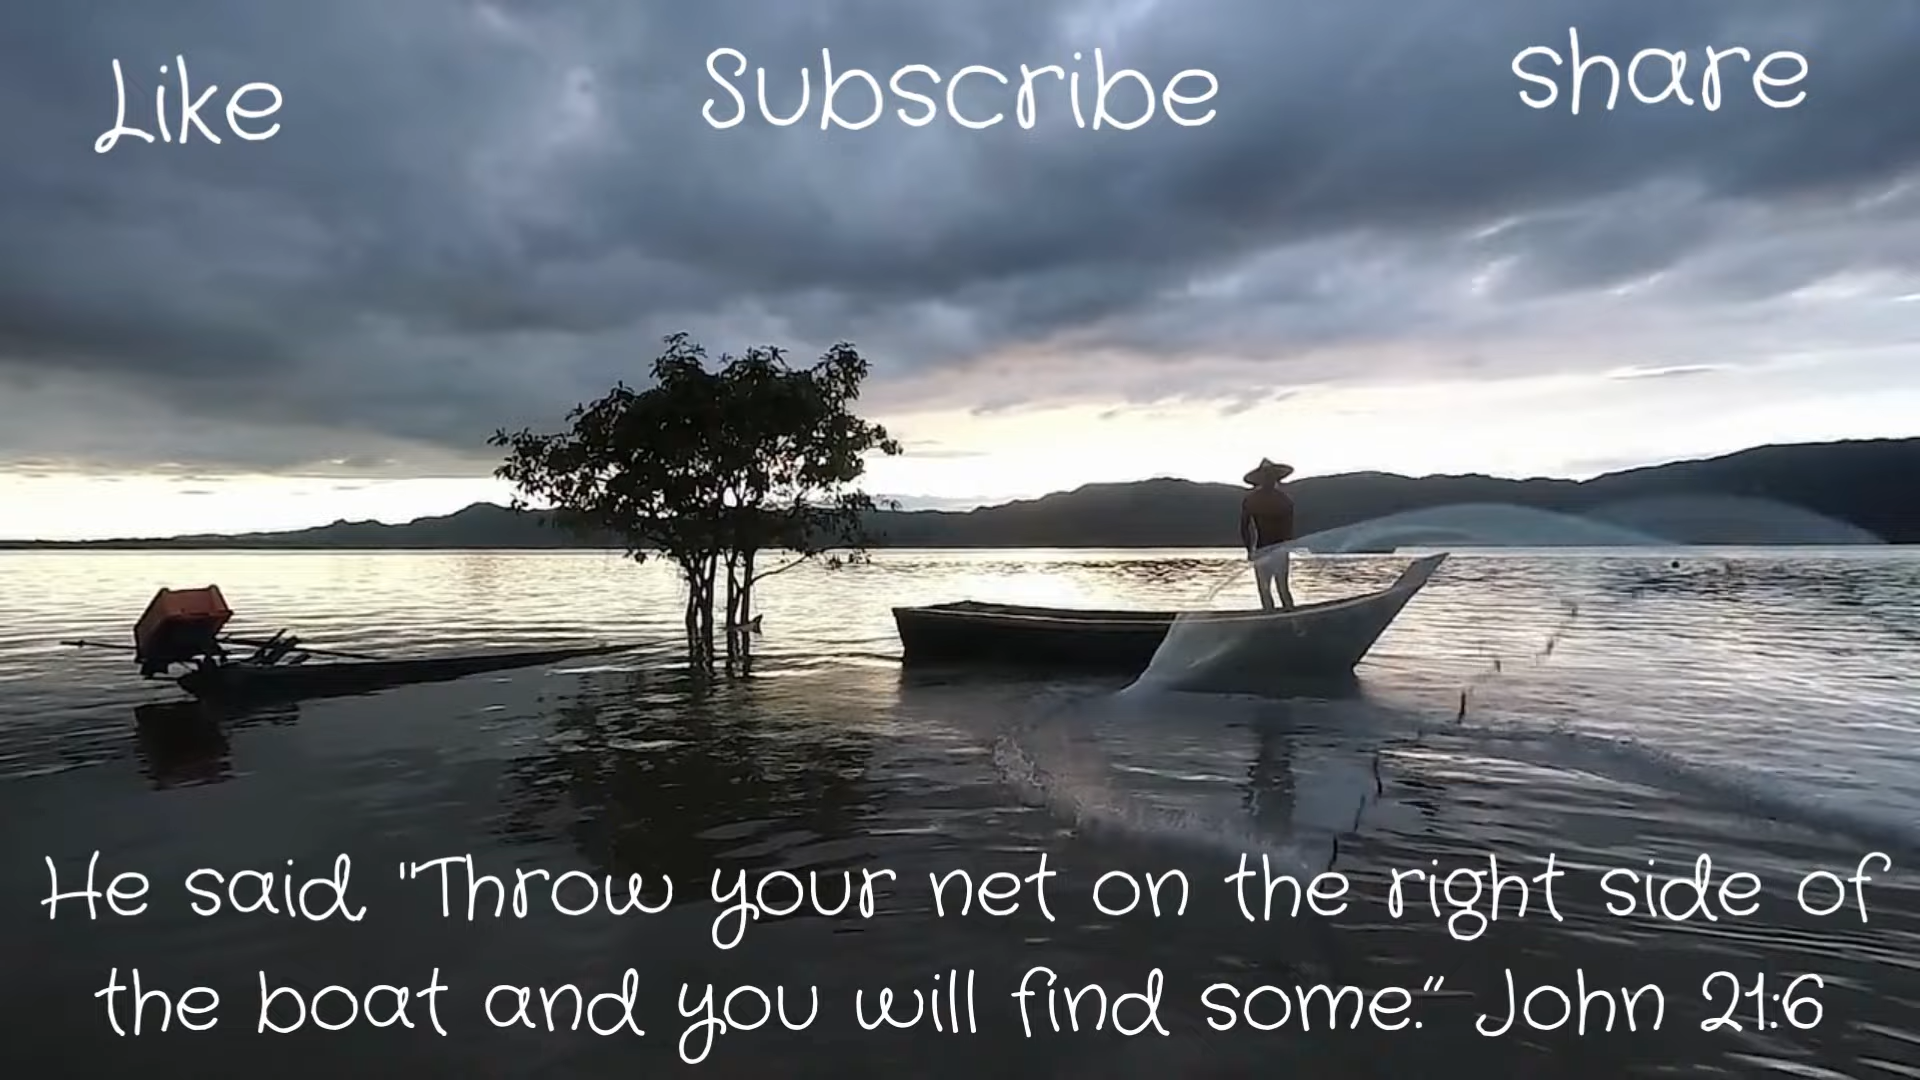 Like Subscribe share
He said, "Throw your net on the right side of
the boat and you will find some." John 21:6